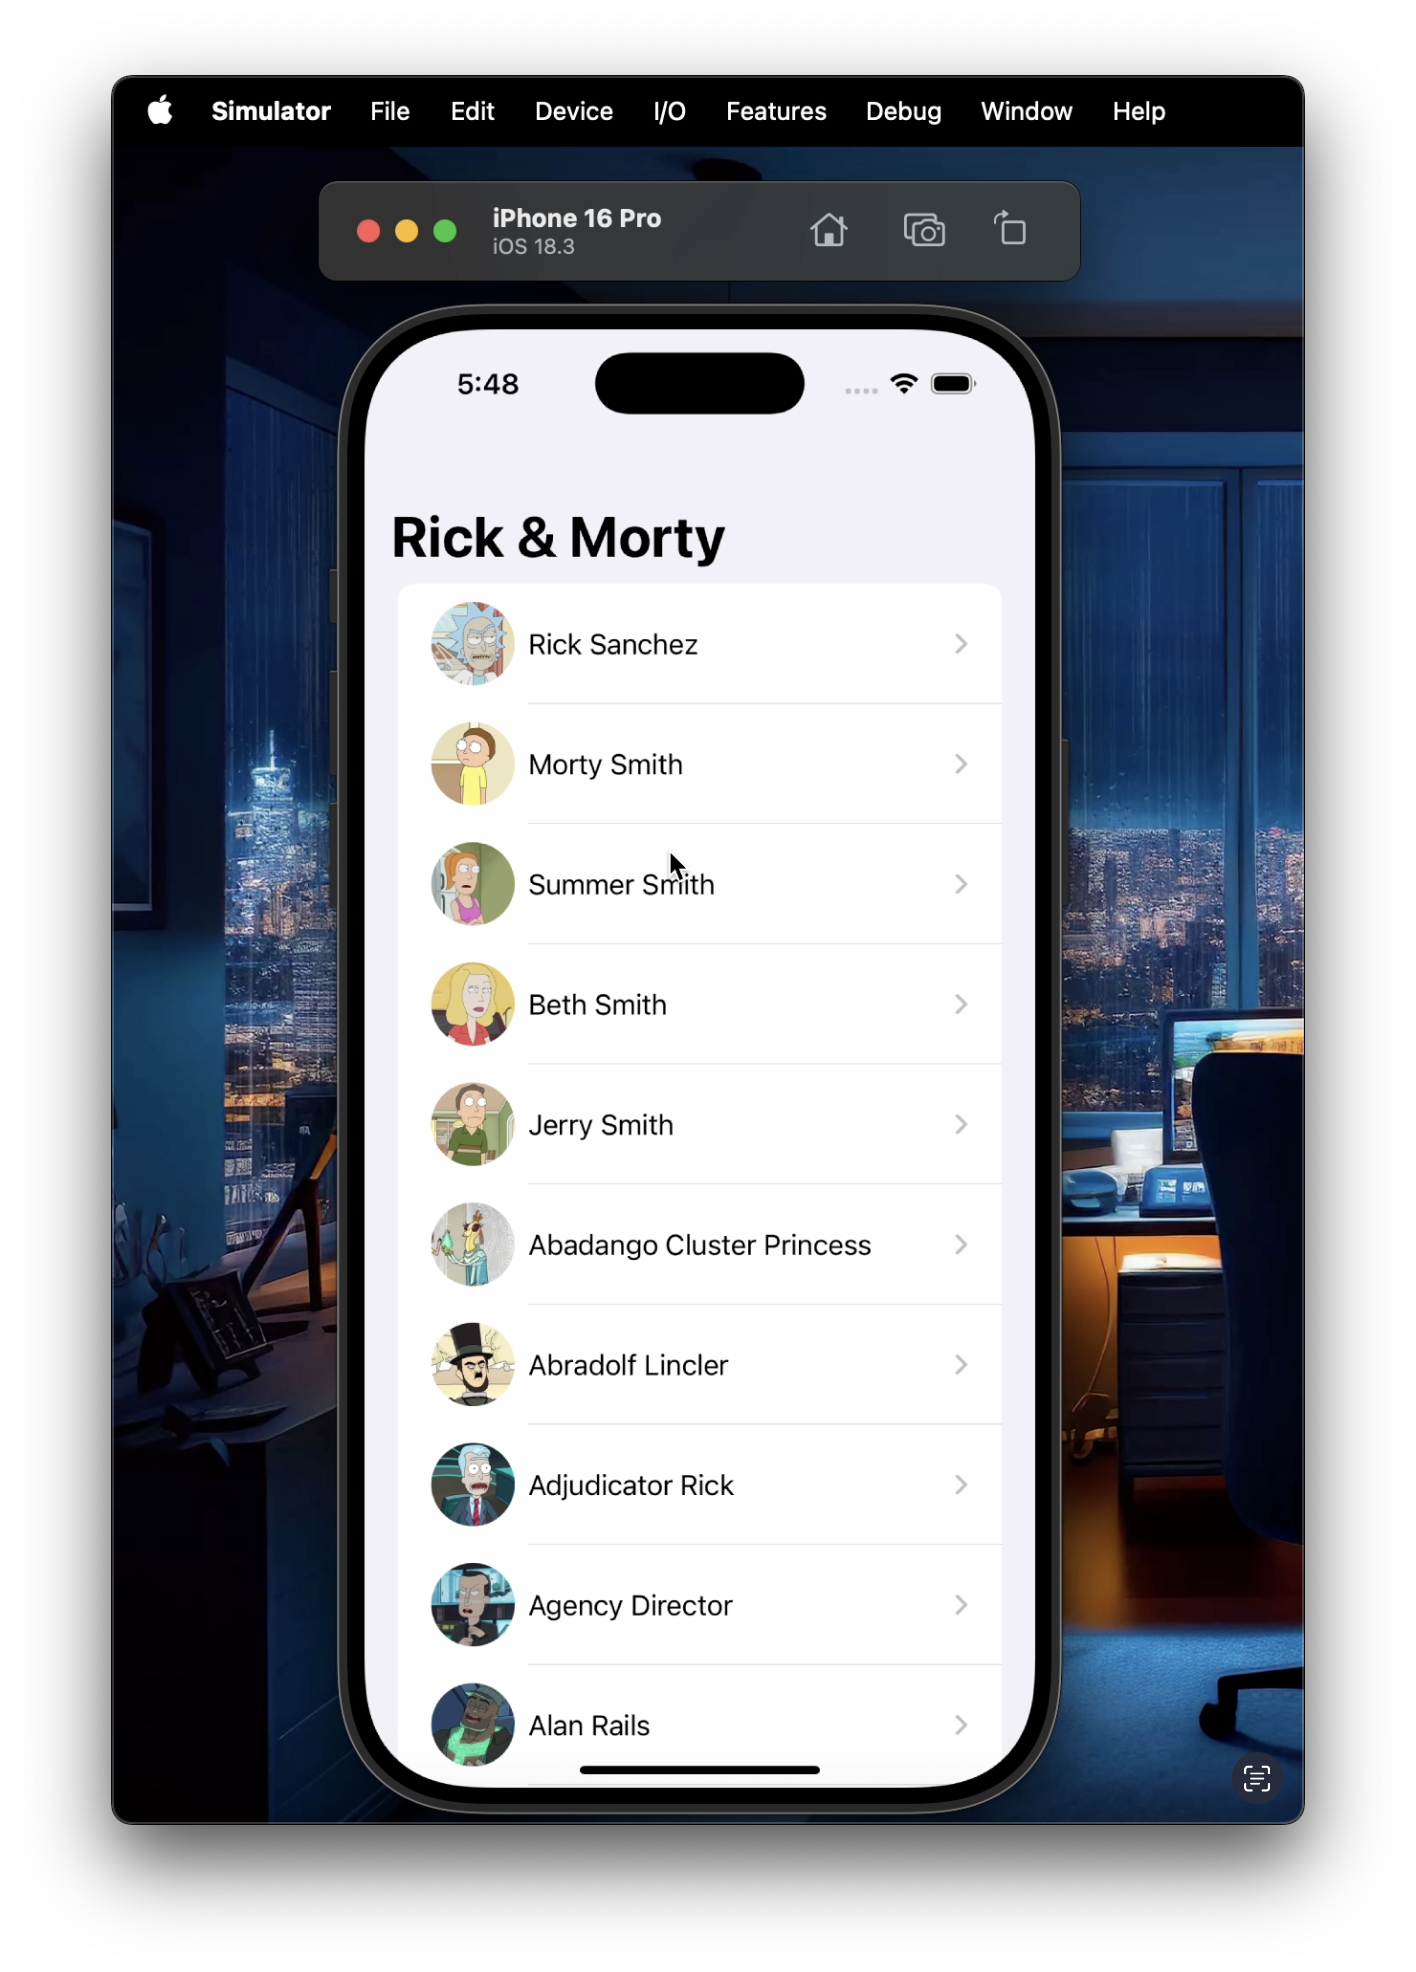 Simulator File Edit Device I/O Features Debug Window Help
iPhone 16 Pro
iOS 18.3
5:48
Rick & Morty
Rick Sanchez
Morty Smith
Summer Smith
Beth Smith
Jerry Smith
Abadango Cluster Princess
Abradolf Lincler
Adjudicator Rick
Agency Director
Alan Rails